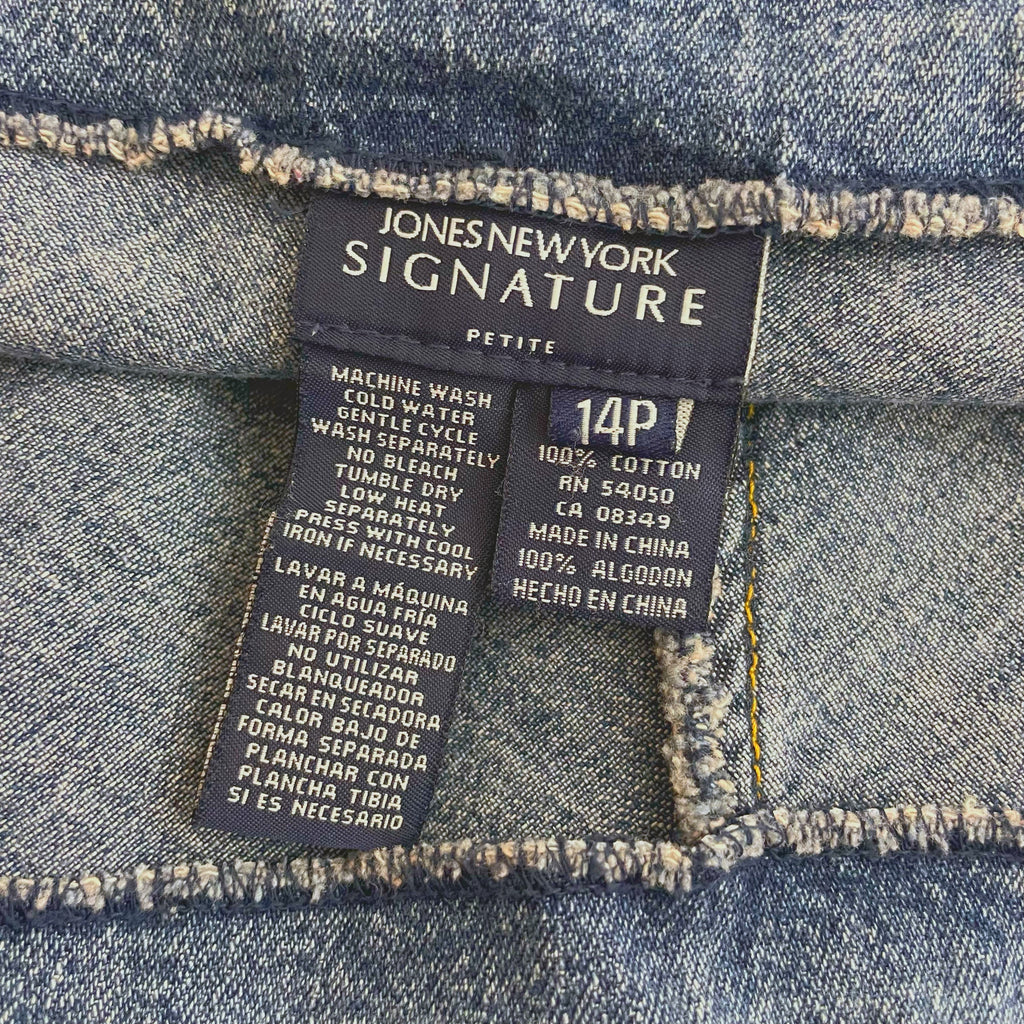 JONES NEW YORK
SIGNATURE
PETITE
MACHINE WASH
COLD WATER
GENTLE CYCLE
WASH SEPARATELY
NO BLEACH
TUMBLE DRY
LOW HEAT
SEPARATELY
PRESS WITH COOL
IRON IF NECESSARY
LAVAR A MÁQUINA
EN AGUA FRÍA
CICLO SUAVE
LAVAR POR SEPARADO
NO UTILIZAR
BLANQUEADOR
SECAR EN SECADORA
CALOR BAJO DE
FORMA SEPARADA
PLANCHAR CON
PLANCHA TIBIA
SI ES NECESARIO
14P
100% COTTON
RN 54050
CA 08349
MADE IN CHINA
100% ALGODON
HECHO EN CHINA